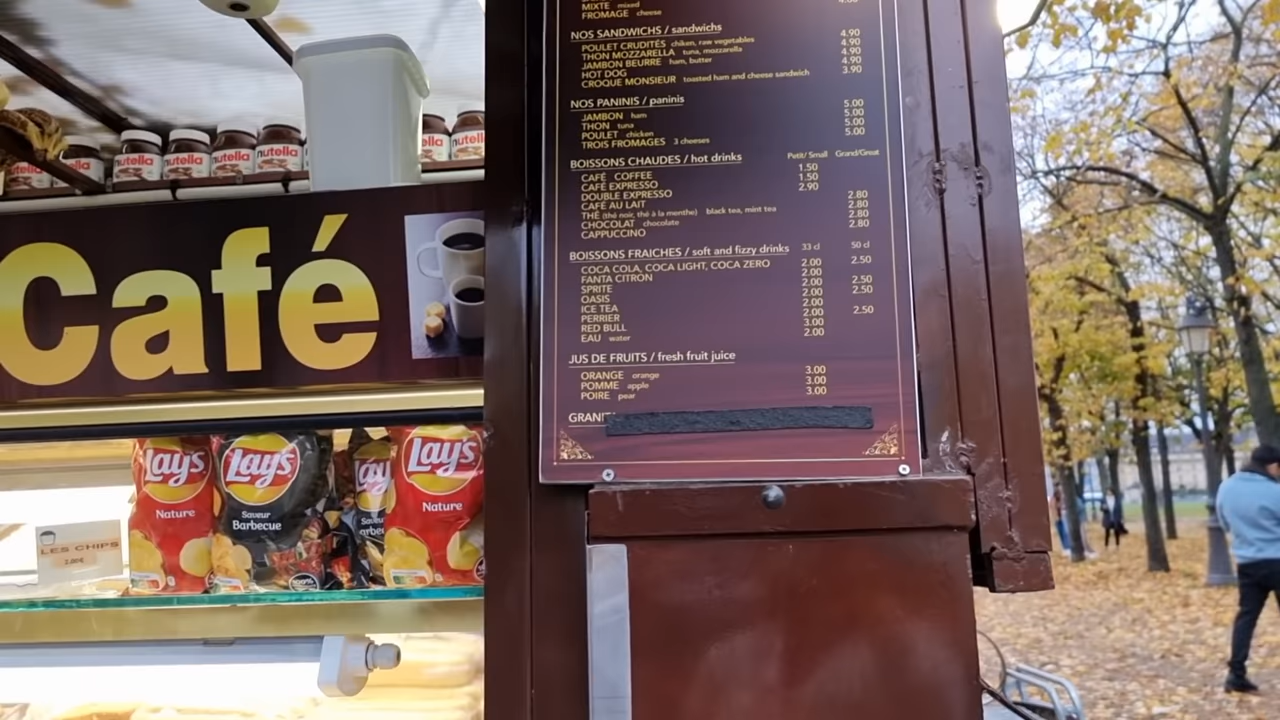 MIXTE mixed
FROMAGE cheese
NOS SANDWICHS / sandwichs
POULET CRUDITÉS chiken, raw vegetables 4.90
THON MOZZARELLA tuna, mozzarella 4.90
JAMBON BEURRE ham, butter 4.90
HOT DOG 4.90
CROQUE MONSIEUR toasted ham and cheese sandwich 3.90
NOS PANINIS / paninis
JAMBON ham 5.00
THON tuna 5.00
POULET chicken 5.00
TROIS FROMAGES 3 cheeses 5.00
BOISSONS CHAUDES / hot drinks Petit/ Small Grand/Great
CAFÉ COFFEE 1.50
CAFÉ EXPRESSO 1.50
DOUBLE EXPRESSO 2.90
CAFÉ AU LAIT 2.80
THÉ (thé noir, thé à la menthe) black tea, mint tea 2.80
CHOCOLAT chocolate 2.80
CAPPUCCINO 2.80
BOISSONS FRAICHES / soft and fizzy drinks 33 cl 50 cl
COCA COLA, COCA LIGHT, COCA ZERO 2.00 2.50
FANTA CITRON 2.00
SPRITE 2.00 2.50
OASIS 2.00 2.50
ICE TEA 2.00
PERRIER 2.00 2.50
RED BULL 3.00
EAU water 2.00
JUS DE FRUITS / fresh fruit juice
ORANGE orange 3.00
POMME apple 3.00
POIRE pear 3.00
GRANIT
nutella
nutella
nutella
nutella
nutella
nutella
nutella
nutella
Café
Lay's
Nature
Lay's
Saveur
Barbecue
Lay's
Nature
LES CHIPS
2.00€
100%